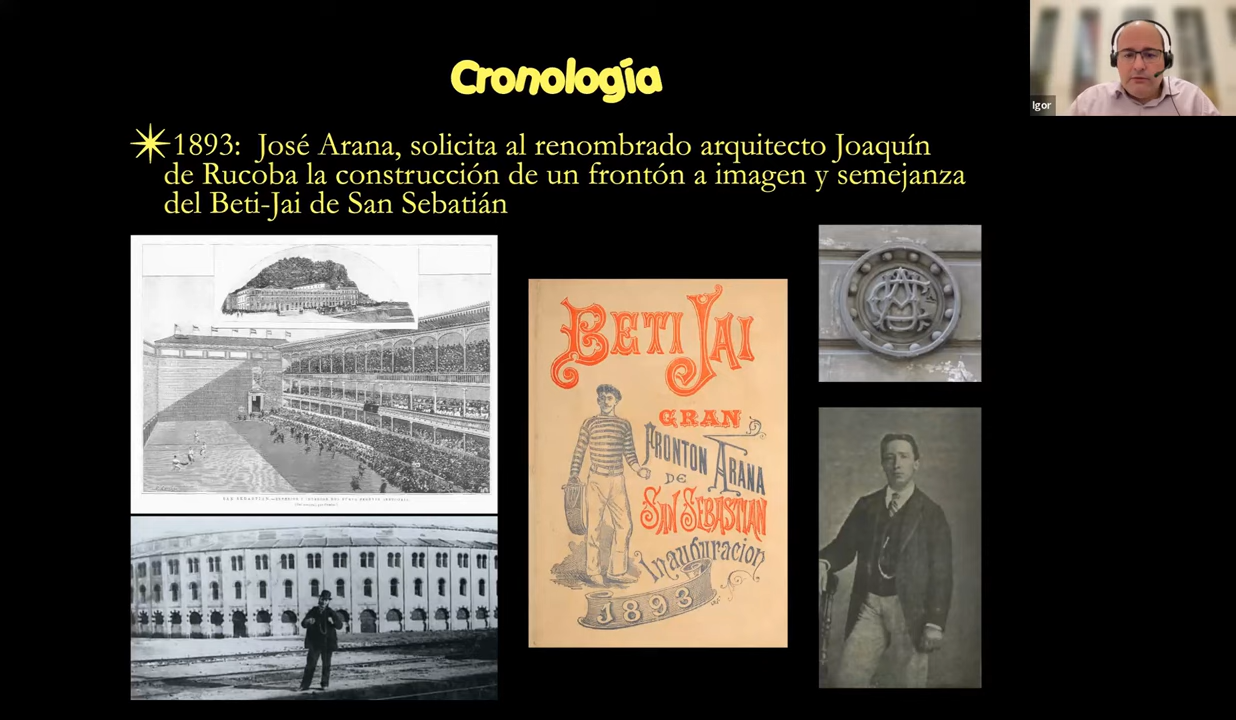 Cronología
1893: José Arana, solicita al renombrado arquitecto Joaquín
de Rucoba la construcción de un frontón a imagen y semejanza
del Beti-Jai de San Sebatián
Igor
BETI JAI
GRAN
FRONTON ARANA
DE
SAN SEBASTIAN
Inauguracion
1893